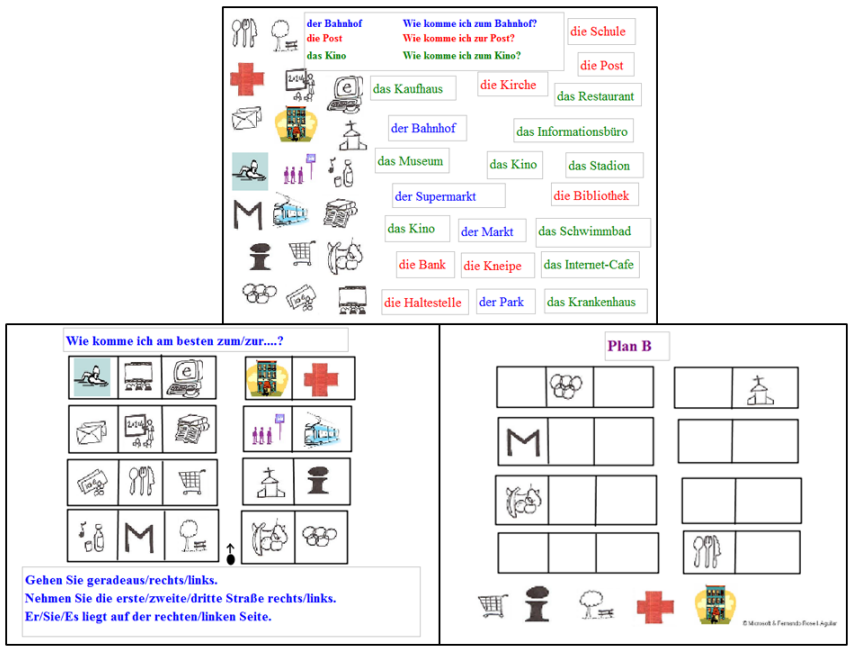 der Bahnhof Wie komme ich zum Bahnhof?
die Post Wie komme ich zur Post?
das Kino Wie komme ich zum Kino?
die Schule
die Post
das Kaufhaus
die Kirche
das Restaurant
der Bahnhof
das Informationsbüro
das Museum
das Kino
das Stadion
der Supermarkt
die Bibliothek
das Kino
der Markt
das Schwimmbad
die Bank
die Kneipe
das Internet-Cafe
die Haltestelle
der Park
das Krankenhaus
e
M
i
Wie komme ich am besten zum/zur....?
e
i
M
Gehen Sie geradeaus/rechts/links.
Nehmen Sie die erste/zweite/dritte Straße rechts/links.
Er/Sie/Es liegt auf der rechten/linken Seite.
Plan B
M
i
© Microsoft & Fernando Rosell Aguilar